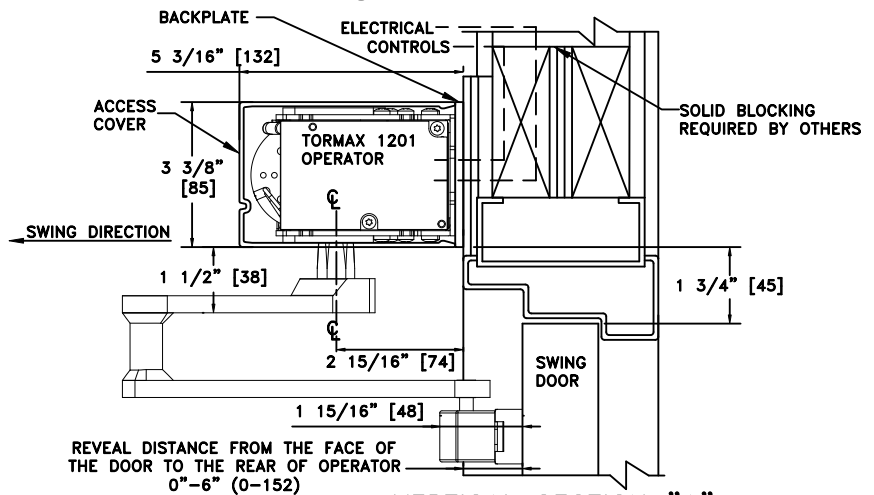 BACKPLATE
ELECTRICAL
CONTROLS
5 3/16" [132]
ACCESS
COVER
SOLID BLOCKING
REQUIRED BY OTHERS
TORMAX 1201
OPERATOR
3 3/8"
[85]
℄
SWING DIRECTION
1 1/2" [38]
1 3/4" [45]
℄
2 15/16" [74]
SWING
DOOR
1 15/16" [48]
REVEAL DISTANCE FROM THE FACE OF
THE DOOR TO THE REAR OF OPERATOR
0"-6" (0-152)